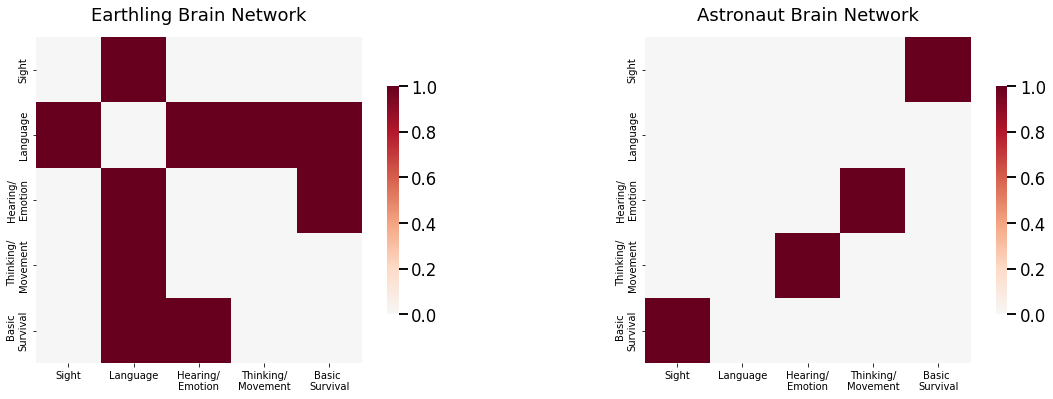 Earthling Brain Network
Sight
Language
Hearing/
Emotion
Thinking/
Movement
Basic
Survival
Sight
Language
Hearing/
Emotion
Thinking/
Movement
Basic
Survival
1.0
0.8
0.6
0.4
0.2
0.0
Astronaut Brain Network
Sight
Language
Hearing/
Emotion
Thinking/
Movement
Basic
Survival
Sight
Language
Hearing/
Emotion
Thinking/
Movement
Basic
Survival
1.0
0.8
0.6
0.4
0.2
0.0